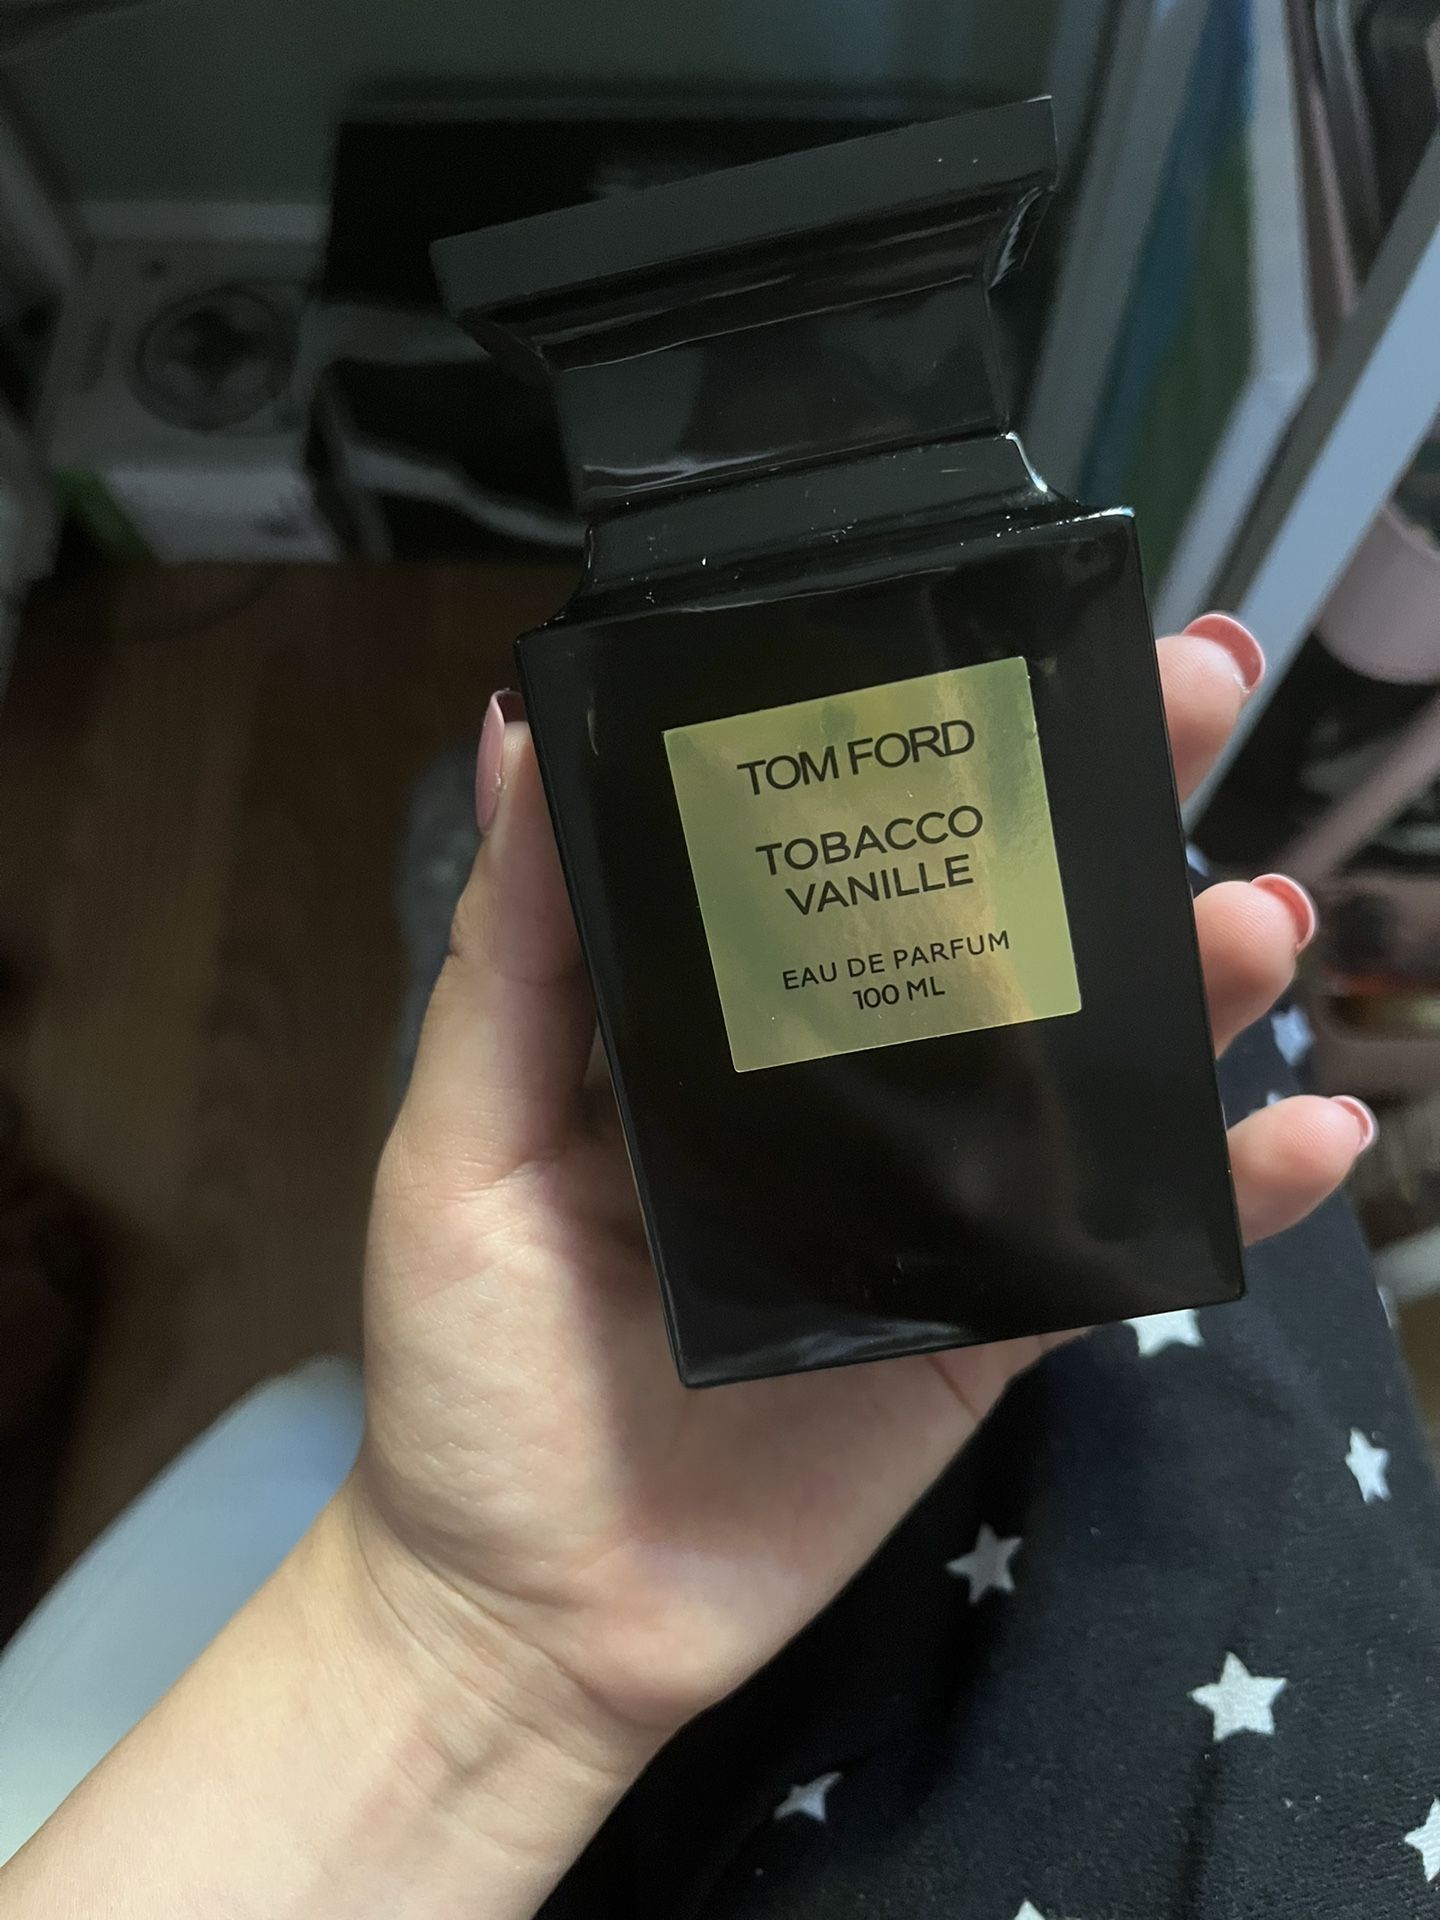 TOM FORD
TOBACCO
VANILLE
EAU DE PARFUM
100 ML